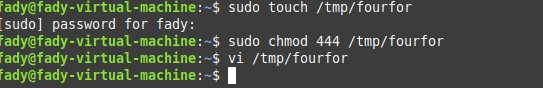 fady@fady-virtual-machine:~$ sudo touch /tmp/fourfor
[sudo] password for fady:
fady@fady-virtual-machine:~$ sudo chmod 444 /tmp/fourfor
fady@fady-virtual-machine:~$ vi /tmp/fourfor
fady@fady-virtual-machine:~$